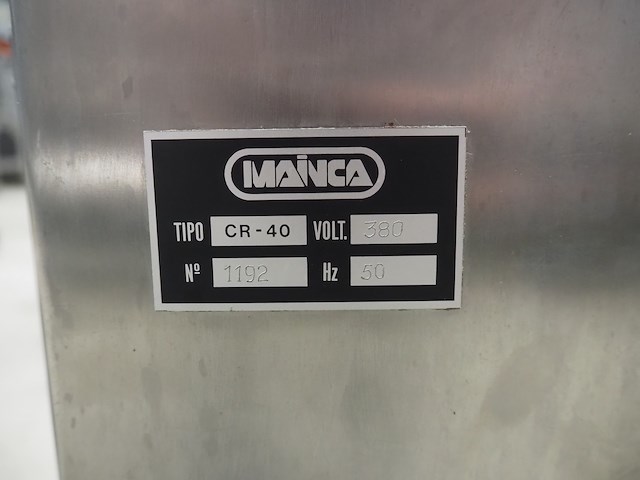 MAINCA
TIPO CR-40 VOLT. 380
Nº 1192 Hz 50